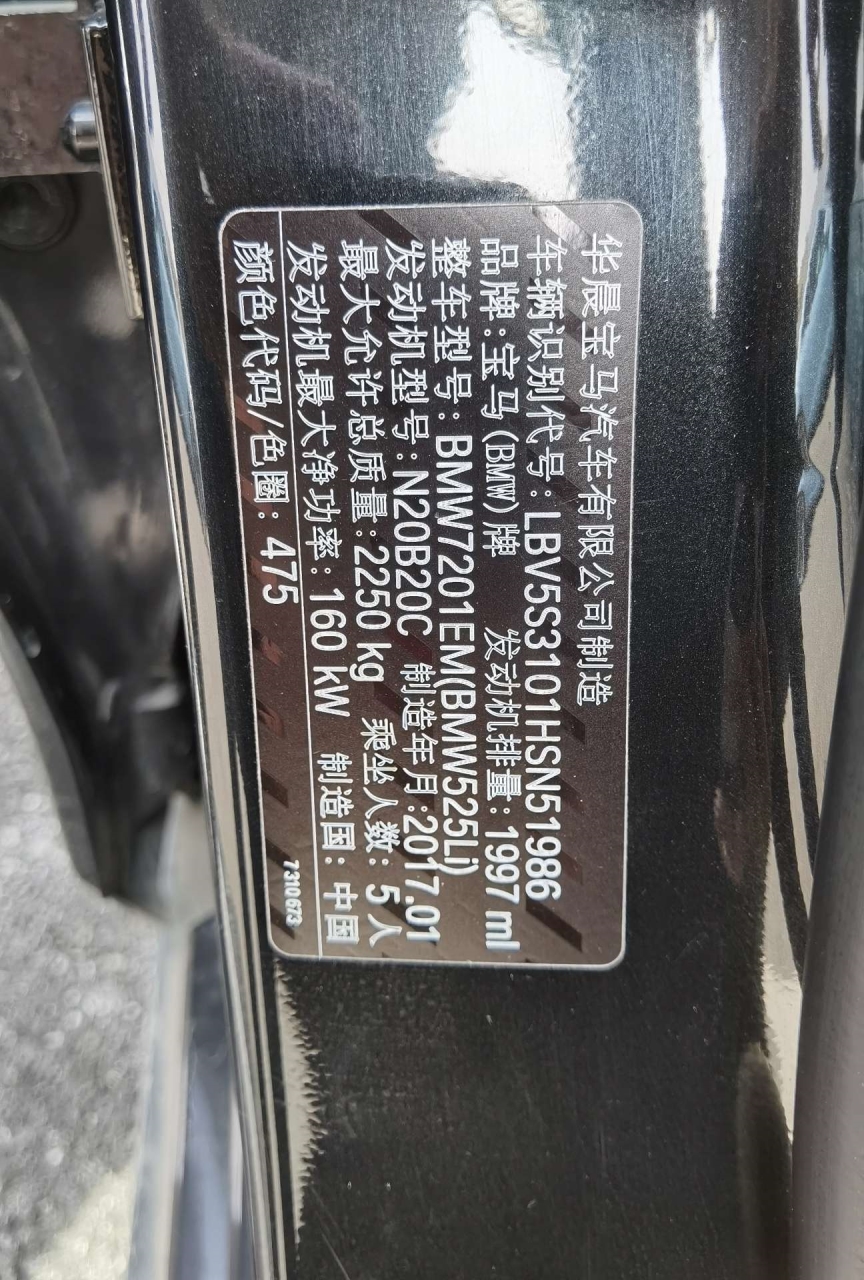 华晨宝马汽车有限公司制造
车辆识别代号：LBV5S3101HSN51986
品牌：宝马(BMW)牌 发动机排量：1997 ml
整车型号：BMW7201EM(BMW525Li)
发动机型号：N20B20C 制造年月：2017.01
最大允许总质量：2250 kg 乘坐人数：5人
发动机最大净功率：160 kW 制造国：中国
颜色代码/色圈：475
7310673